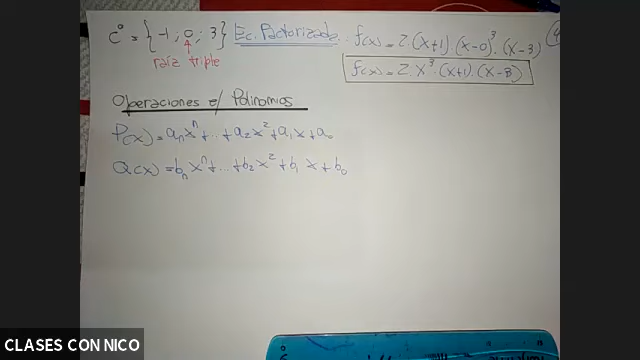 C⁰ = {-1 ; 0 ; 3} Ec. Factorizada: f(x) = 2·(x+1)·(x-0)³·(x-3)
raíz triple
f(x) = 2·x³·(x+1)·(x-3)
Operaciones e/ Polinomios
P(x) = aₙxⁿ+...+a₂x²+a₁x+a₀
Q(x) = bₙxⁿ+...+b₂x²+b₁x+b₀
CLASES CON NICO